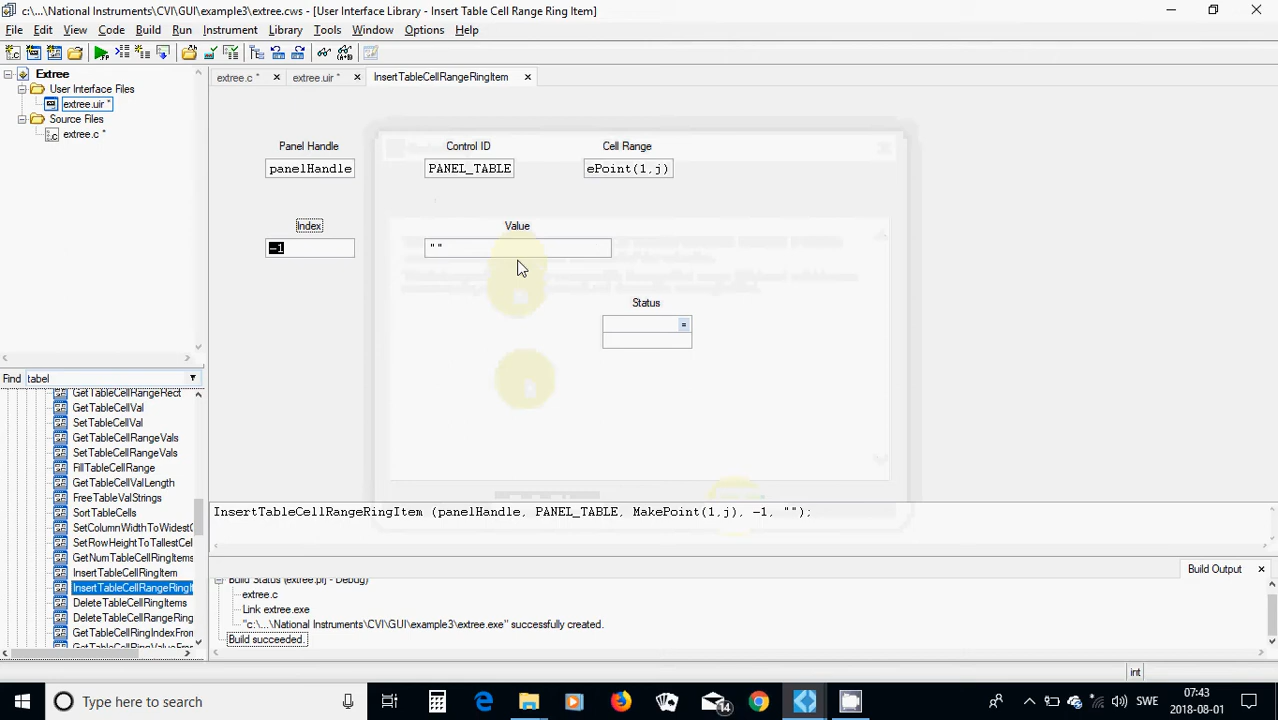 c:\...\National Instruments\CVI\GUI\example3\extree.cws - [User Interface Library - Insert Table Cell Range Ring Item]
File Edit View Code Build Run Instrument Library Tools Window Options Help
Extree
User Interface Files
extree.uir *
Source Files
extree.c *
extree.c * extree.uir * InsertTableCellRangeRingItem
Panel Handle Control ID Cell Range
panelHandle PANEL_TABLE ePoint(1,j)
Index Value
-1 ""
Status
Find tabel
GetTableCellRangeRect
GetTableCellVal
SetTableCellVal
GetTableCellRangeVals
SetTableCellRangeVals
FillTableCellRange
GetTableCellValLength
FreeTableValStrings
SortTableCells
SetColumnWidthToWidestCel
SetRowHeightToTallestCel
GetNumTableCellRingItems
InsertTableCellRingItem
InsertTableCellRangeRingIt
DeleteTableCellRingItems
DeleteTableCellRangeRing
GetTableCellRingIndexFrom
GetTableCellRingValueFrom
InsertTableCellRangeRingItem (panelHandle, PANEL_TABLE, MakePoint(1,j), -1, "");
Build Output
Build Status (extree.prj - Debug)
extree.c
Link extree.exe
"c:\...\National Instruments\CVI\GUI\example3\extree.exe" successfully created.
Build succeeded.
int
Type here to search
14
SWE
07:43
2018-08-01